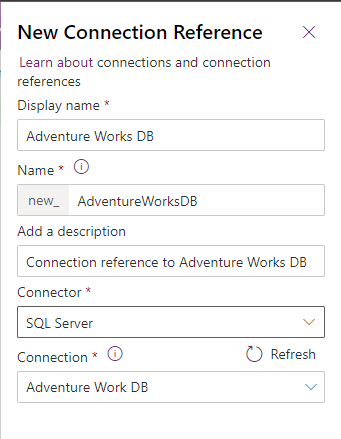 New Connection Reference
Learn about connections and connection
references
Display name *
Adventure Works DB
Name *
new_ AdventureWorksDB
Add a description
Connection reference to Adventure Works DB
Connector *
SQL Server
Connection * Refresh
Adventure Work DB